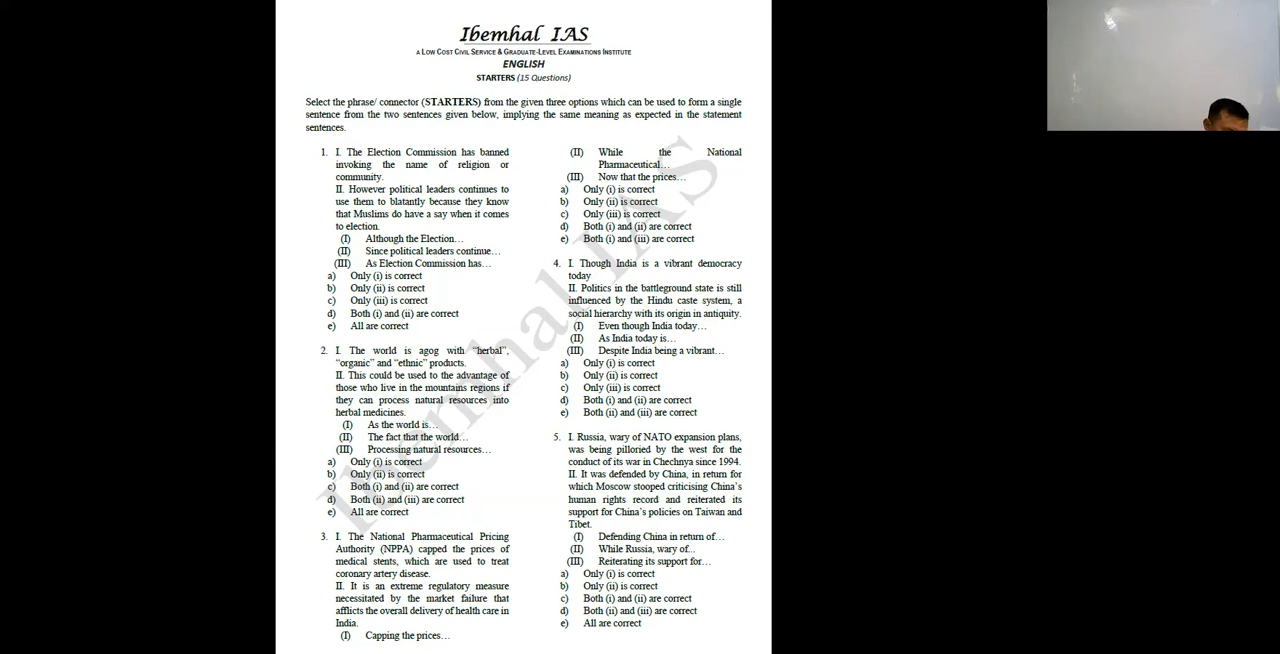 Ibemhal IAS
A LOW COST CIVIL SERVICE & GRADUATE-LEVEL EXAMINATIONS INSTITUTE
ENGLISH
STARTERS (15 Questions)
Select the phrase/ connector (STARTERS) from the given three options which can be used to form a single
sentence from the two sentences given below, implying the same meaning as expected in the statement
sentences.
1. I. The Election Commission has banned
invoking the name of religion or
community.
II. However political leaders continues to
use them to blatantly because they know
that Muslims do have a say when it comes
to election.
(I) Although the Election…
(II) Since political leaders continue…
(III) As Election Commission has…
a) Only (i) is correct
b) Only (ii) is correct
c) Only (iii) is correct
d) Both (i) and (ii) are correct
e) All are correct
2. I. The world is agog with “herbal”,
“organic” and “ethnic” products.
II. This could be used to the advantage of
those who live in the mountains regions if
they can process natural resources into
herbal medicines.
(I) As the world is…
(II) The fact that the world…
(III) Processing natural resources…
a) Only (i) is correct
b) Only (ii) is correct
c) Both (i) and (ii) are correct
d) Both (ii) and (iii) are correct
e) All are correct
3. I. The National Pharmaceutical Pricing
Authority (NPPA) capped the prices of
medical stents, which are used to treat
coronary artery disease.
II. It is an extreme regulatory measure
necessitated by the market failure that
afflicts the overall delivery of health care in
India.
(I) Capping the prices…
(II) While the National
Pharmaceutical…
(III) Now that the prices…
a) Only (i) is correct
b) Only (ii) is correct
c) Only (iii) is correct
d) Both (i) and (ii) are correct
e) Both (i) and (iii) are correct
4. I. Though India is a vibrant democracy
today
II. Politics in the battleground state is still
influenced by the Hindu caste system, a
social hierarchy with its origin in antiquity.
(I) Even though India today…
(II) As India today is…
(III) Despite India being a vibrant…
a) Only (i) is correct
b) Only (ii) is correct
c) Only (iii) is correct
d) Both (i) and (ii) are correct
e) Both (ii) and (iii) are correct
5. I. Russia, wary of NATO expansion plans,
was being pilloried by the west for the
conduct of its war in Chechnya since 1994.
II. It was defended by China, in return for
which Moscow stooped criticising China’s
human rights record and reiterated its
support for China’s policies on Taiwan and
Tibet.
(I) Defending China in return of…
(II) While Russia, wary of...
(III) Reiterating its support for…
a) Only (i) is correct
b) Only (ii) is correct
c) Both (i) and (ii) are correct
d) Both (ii) and (iii) are correct
e) All are correct
Ibemhal IAS